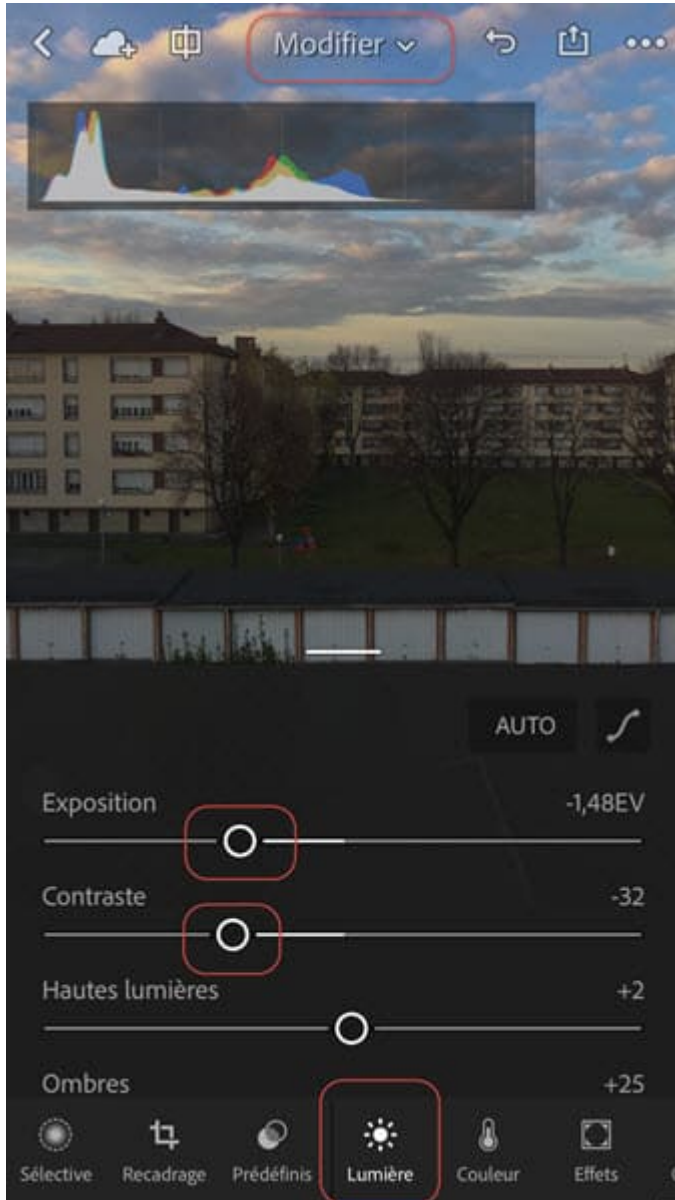 Modifier
AUTO
Exposition -1,48EV
Contraste -32
Hautes lumières +2
Ombres +25
Sélective Recadrage Prédéfinis Lumière Couleur Effets